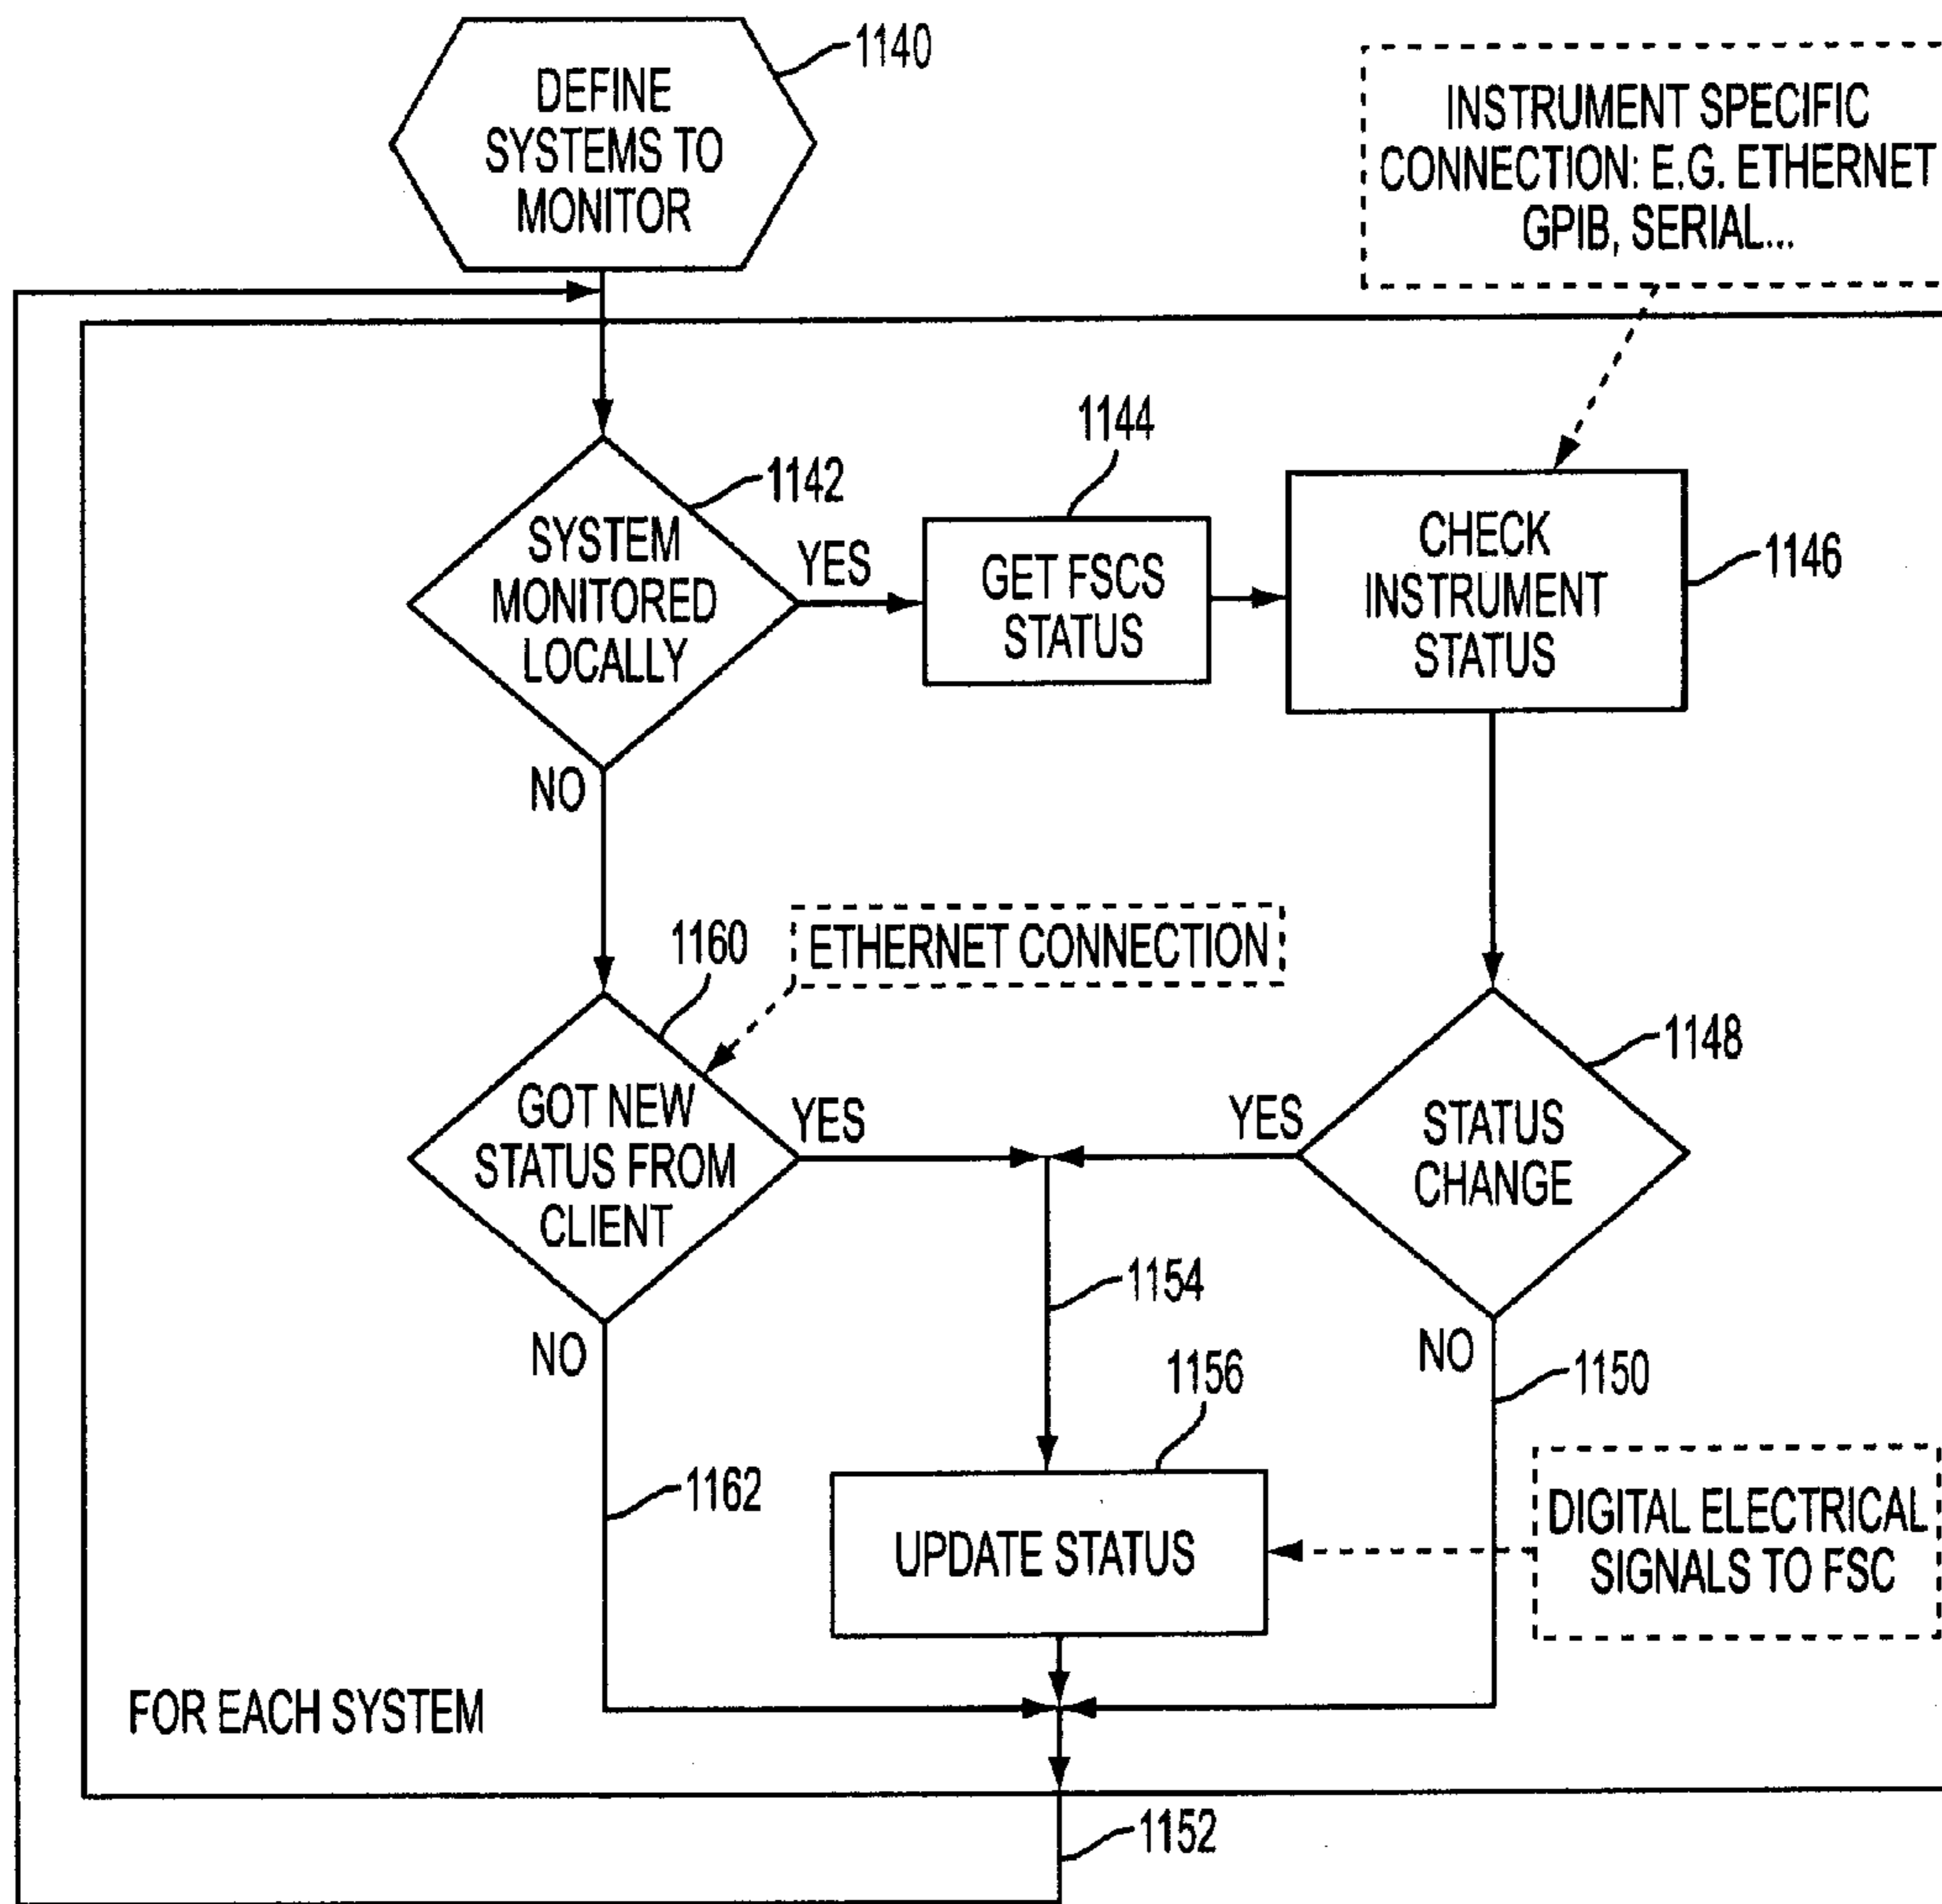 1140
DEFINE
SYSTEMS TO
MONITOR
INSTRUMENT SPECIFIC
CONNECTION: E.G. ETHERNET
GPIB, SERIAL...
1142
SYSTEM
MONITORED
LOCALLY
YES
NO
1144
GET FSCS
STATUS
CHECK
INSTRUMENT
STATUS
1146
1160
ETHERNET CONNECTION
GOT NEW
STATUS FROM
CLIENT
YES
NO
1148
STATUS
CHANGE
YES
NO
1154
1150
1156
1162
UPDATE STATUS
DIGITAL ELECTRICAL
SIGNALS TO FSC
FOR EACH SYSTEM
1152